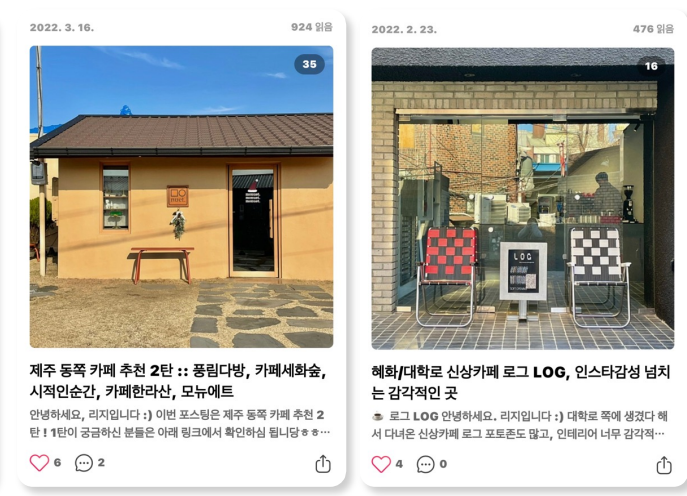 2022. 3. 16.
924 읽음
35
제주 동쪽 카페 추천 2탄 :: 풍림다방, 카페세화숲,
시적인순간, 카페한라산, 모뉴에트
안녕하세요, 리지입니다 :) 이번 포스팅은 제주 동쪽 카페 추천 2
탄 ! 1탄이 궁금하신 분들은 아래 링크에서 확인하심 됩니당ㅎㅎ…
6
2
2022. 2. 23.
476 읽음
16
LOG
혜화/대학로 신상카페 로그 LOG, 인스타감성 넘치
는 감각적인 곳
☕ 로그 LOG 안녕하세요. 리지입니다 :) 대학로 쪽에 생겼다 해
서 다녀온 신상카페 로그 포토존도 많고, 인테리어 너무 감각적…
4
0